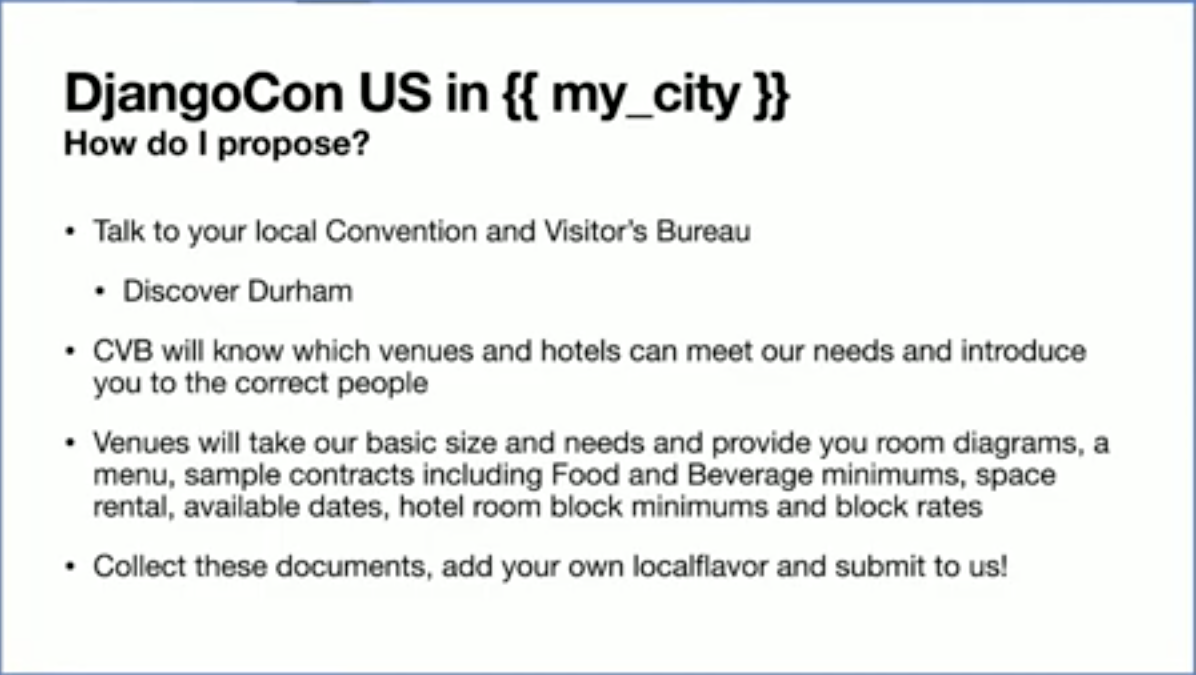 DjangoCon US in {{ my_city }}
How do I propose?
• Talk to your local Convention and Visitor's Bureau
• Discover Durham
• CVB will know which venues and hotels can meet our needs and introduce
you to the correct people
• Venues will take our basic size and needs and provide you room diagrams, a
menu, sample contracts including Food and Beverage minimums, space
rental, available dates, hotel room block minimums and block rates
• Collect these documents, add your own localflavor and submit to us!